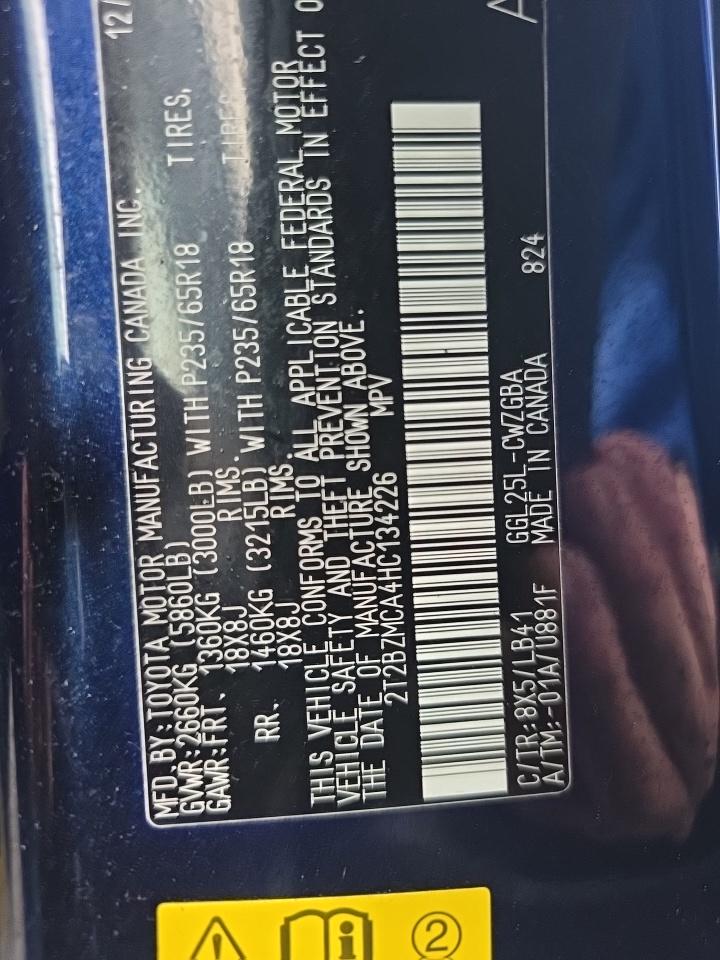 MFD.BY:TOYOTA MOTOR MANUFACTURING CANADA INC. 12/
GVWR:2660KG (5860LB)
GAWR:FRT. 1360KG (3000LB) WITH P235/65R18 TIRES,
18X8J RIMS.
RR. 1460KG (3215LB) WITH P235/65R18 TIRES
18X8J RIMS.
THIS VEHICLE CONFORMS TO ALL APPLICABLE FEDERAL MOTOR
VEHICLE SAFETY AND THEFT PREVENTION STANDARDS IN EFFECT O
THE DATE OF MANUFACTURE SHOWN ABOVE.
2T2BZMCA4HC134226 MPV
C/TR:8X5/LB41 GGL25L-CWZGBA 824
A/TM:-01A/U881F MADE IN CANADA
A
2